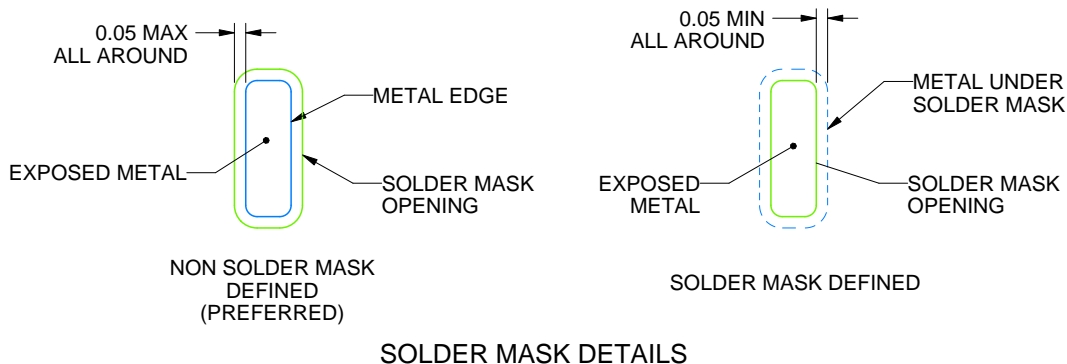 0.05 MAX
ALL AROUND
METAL EDGE
EXPOSED METAL
SOLDER MASK
OPENING
NON SOLDER MASK
DEFINED
(PREFERRED)
0.05 MIN
ALL AROUND
METAL UNDER
SOLDER MASK
EXPOSED
METAL
SOLDER MASK
OPENING
SOLDER MASK DEFINED
SOLDER MASK DETAILS